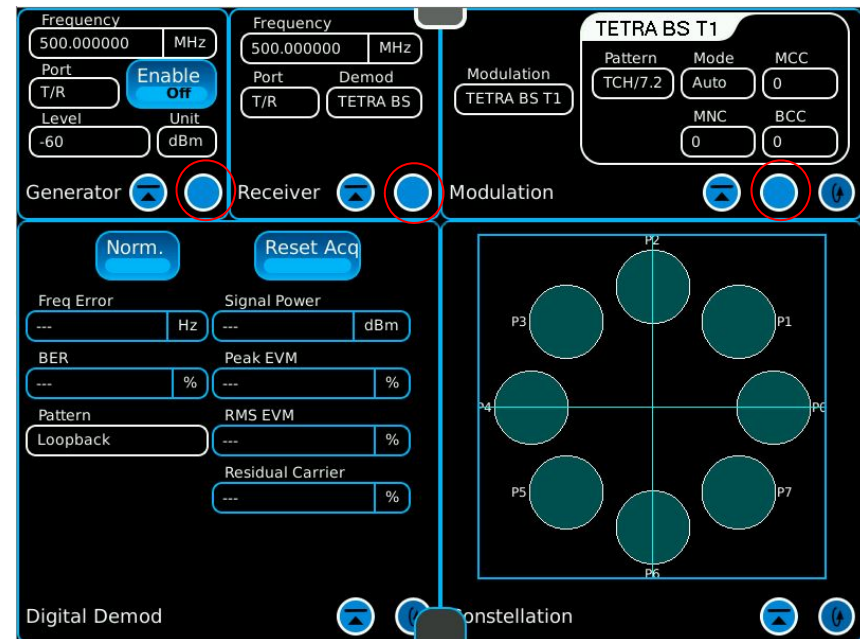 Frequency
500.000000 MHz
Port
T/R
Enable
Off
Level Unit
-60 dBm
Generator
Frequency
500.000000 MHz
Port Demod
T/R TETRA BS
Receiver
TETRA BS T1
Modulation
TETRA BS T1
Pattern Mode MCC
TCH/7.2 Auto 0
MNC BCC
0 0
Modulation
Norm. Reset Acq
Freq Error Signal Power
--- Hz --- dBm
BER Peak EVM
--- % --- %
Pattern RMS EVM
Loopback --- %
Residual Carrier
--- %
Digital Demod
P2
P3 P1
P4
P5 P7
P6
Constellation